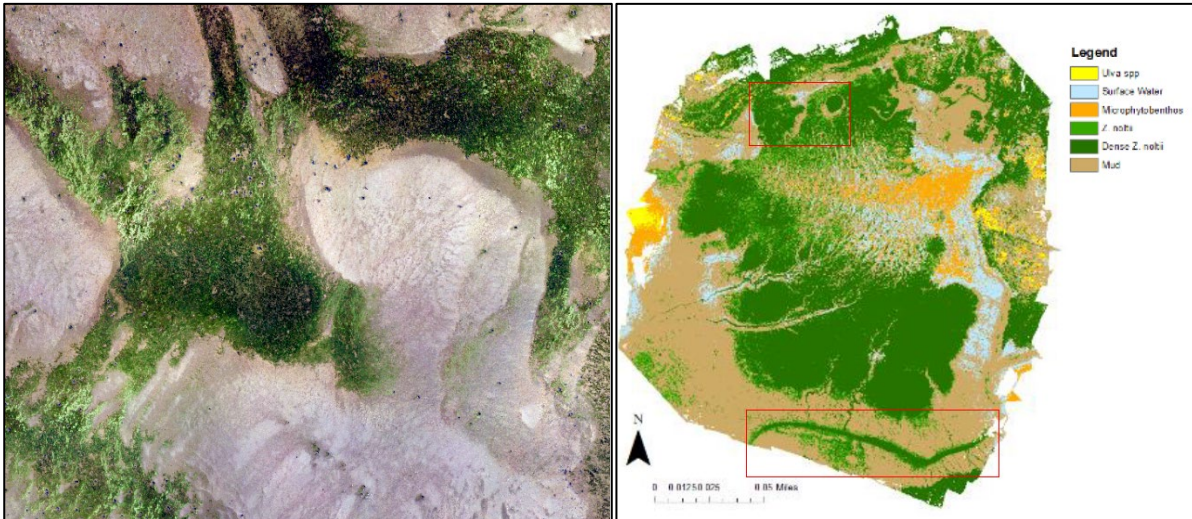 Legend
Ulva spp
Surface Water
Microphytobenthos
Z. noltii
Dense Z. noltii
Mud
N
0 0.0125 0.025 0.05 Miles